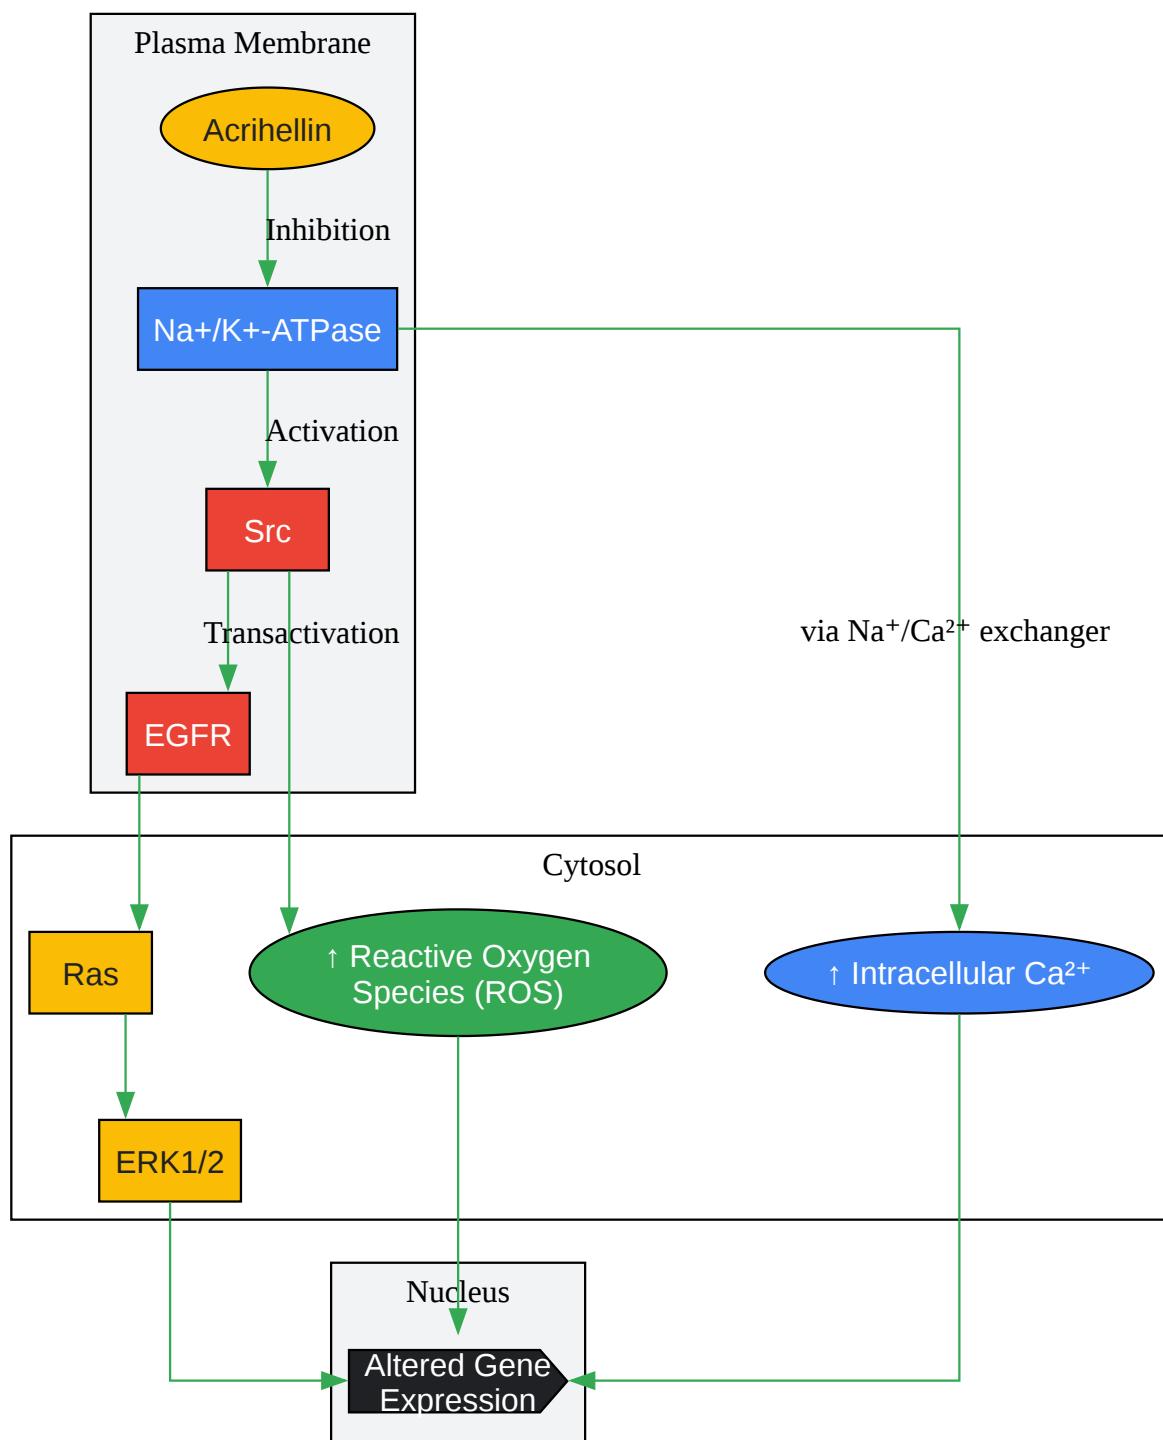 Plasma Membrane
Acrihellin
Inhibition
Na+/K+-ATPase
Activation
Src
Transactivation
via Na⁺/Ca²⁺ exchanger
EGFR
Cytosol
↑ Reactive Oxygen
Species (ROS)
↑ Intracellular Ca²⁺
Ras
ERK1/2
Nucleus
Altered Gene
Expression